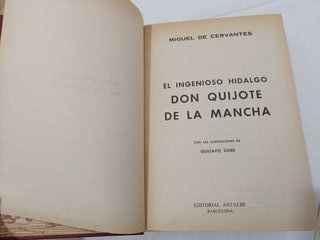 MIGUEL DE CERVANTES
EL INGENIOSO HIDALGO
DON QUIJOTE
DE LA MANCHA
CON LAS ILUSTRACIONES DE
GUSTAVO DORE
EDITORIAL ANTALBE
BARCELONA